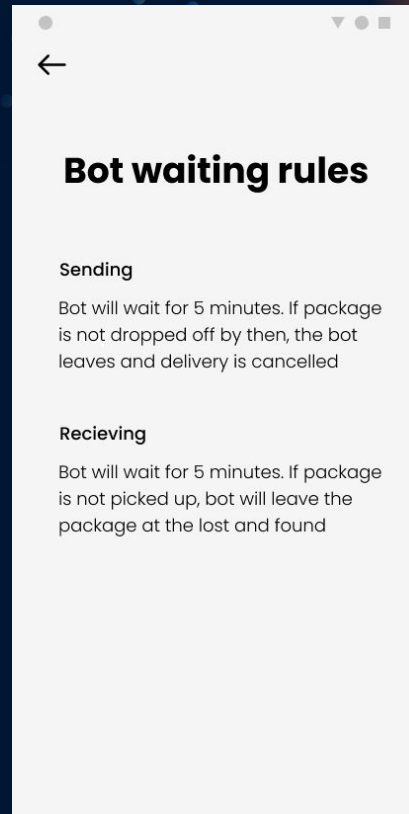 Bot waiting rules
Sending
Bot will wait for 5 minutes. If package
is not dropped off by then, the bot
leaves and delivery is cancelled
Recieving
Bot will wait for 5 minutes. If package
is not picked up, bot will leave the
package at the lost and found